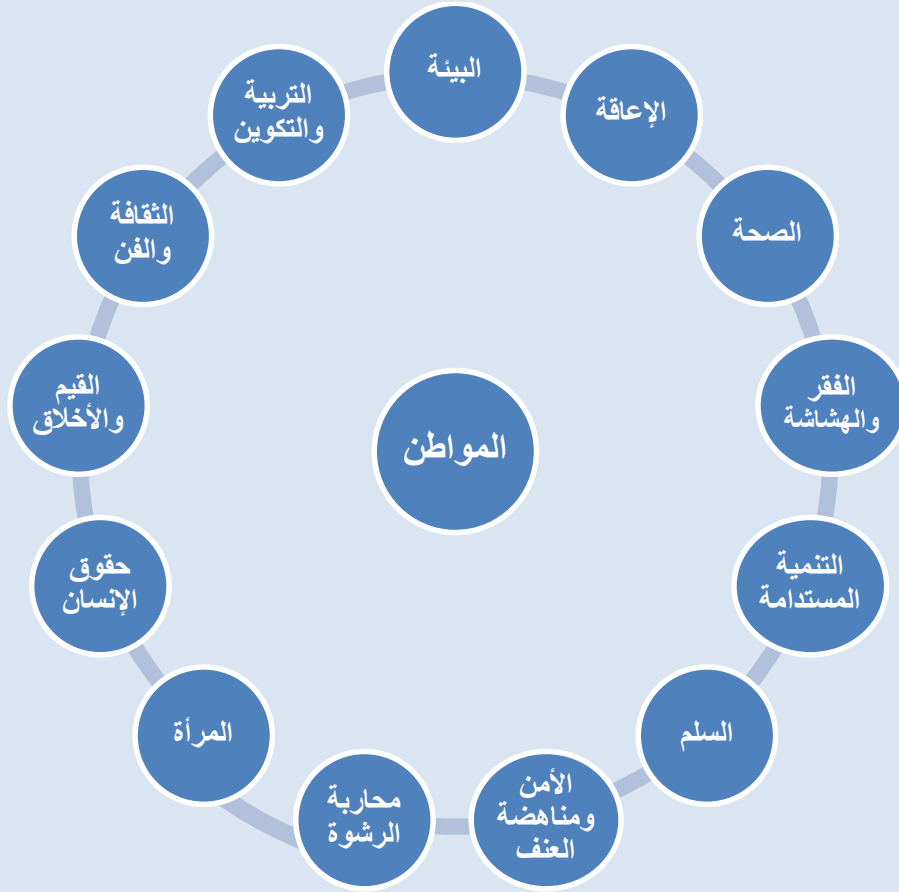 البيئة
الإعاقة
الصحة
الفقر
والهشاشة
التنمية
المستدامة
السلم
الأمن
ومناهضة
العنف
محاربة
الرشوة
المرأة
حقوق
الإنسان
القيم
والأخلاق
الثقافة
والفن
التربية
والتكوين
المواطن